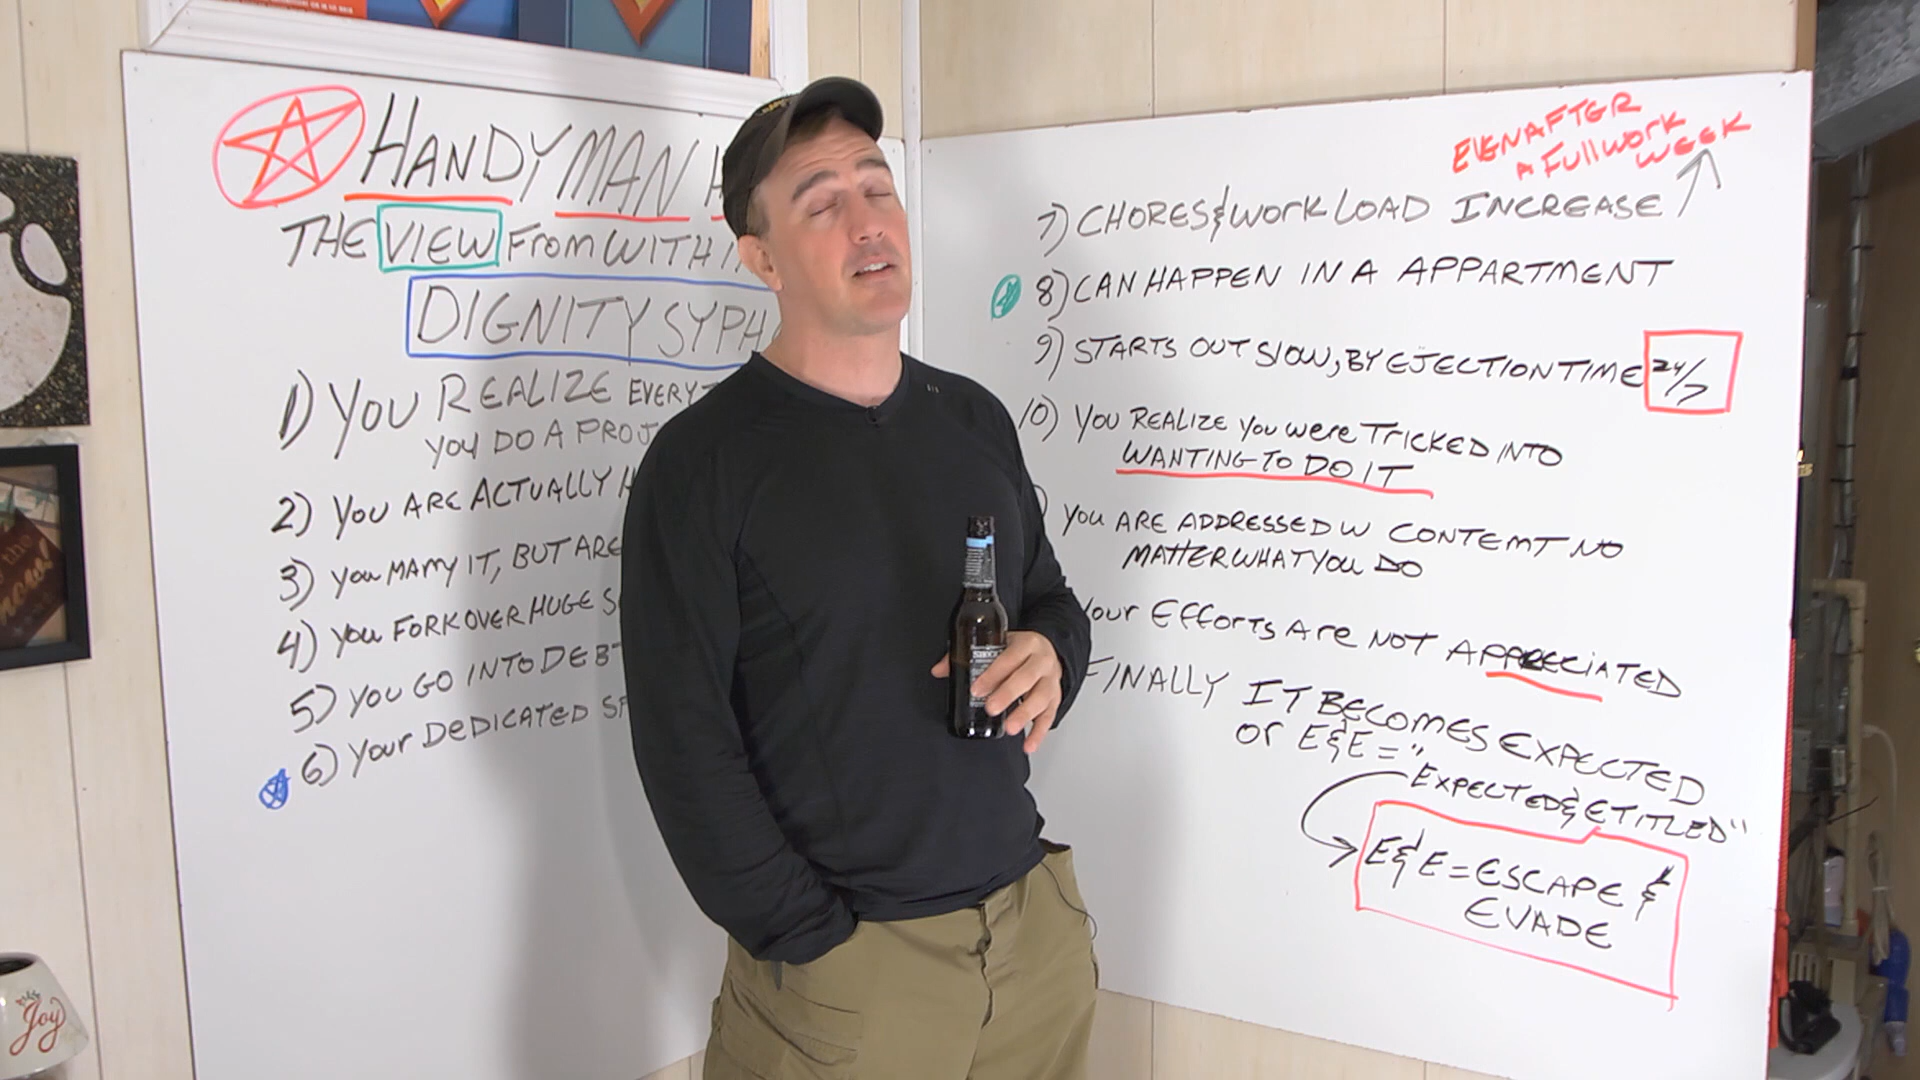 HANDYMAN
THE VIEW FROM WITHIN
DIGNITY SYPH
1) YOU REALIZE EVERYT
YOU DO A PROJ
2) YOU ARE ACTUALLY H
3) YOU MARRY IT, BUT ARE
4) YOU FORK OVER HUGE S
5) YOU GO INTO DEBT
6) YOUR DEDICATED SP
EVEN AFTER
A FULL WORK
WEEK
7) CHORES & WORK LOAD INCREASE
8) CAN HAPPEN IN A APPARTMENT
9) STARTS OUT SLOW, BY EJECTION TIME 24/7
10) YOU REALIZE YOU WERE TRICKED INTO
WANTING TO DO IT
) YOU ARE ADDRESSED W CONTEMT NO
MATTER WHAT YOU DO
YOUR EFFORTS ARE NOT APPRECIATED
FINALLY IT BECOMES EXPECTED
OR E&E = "
EXPECTED & ETITLED"
E & E = ESCAPE &
EVADE
Joy